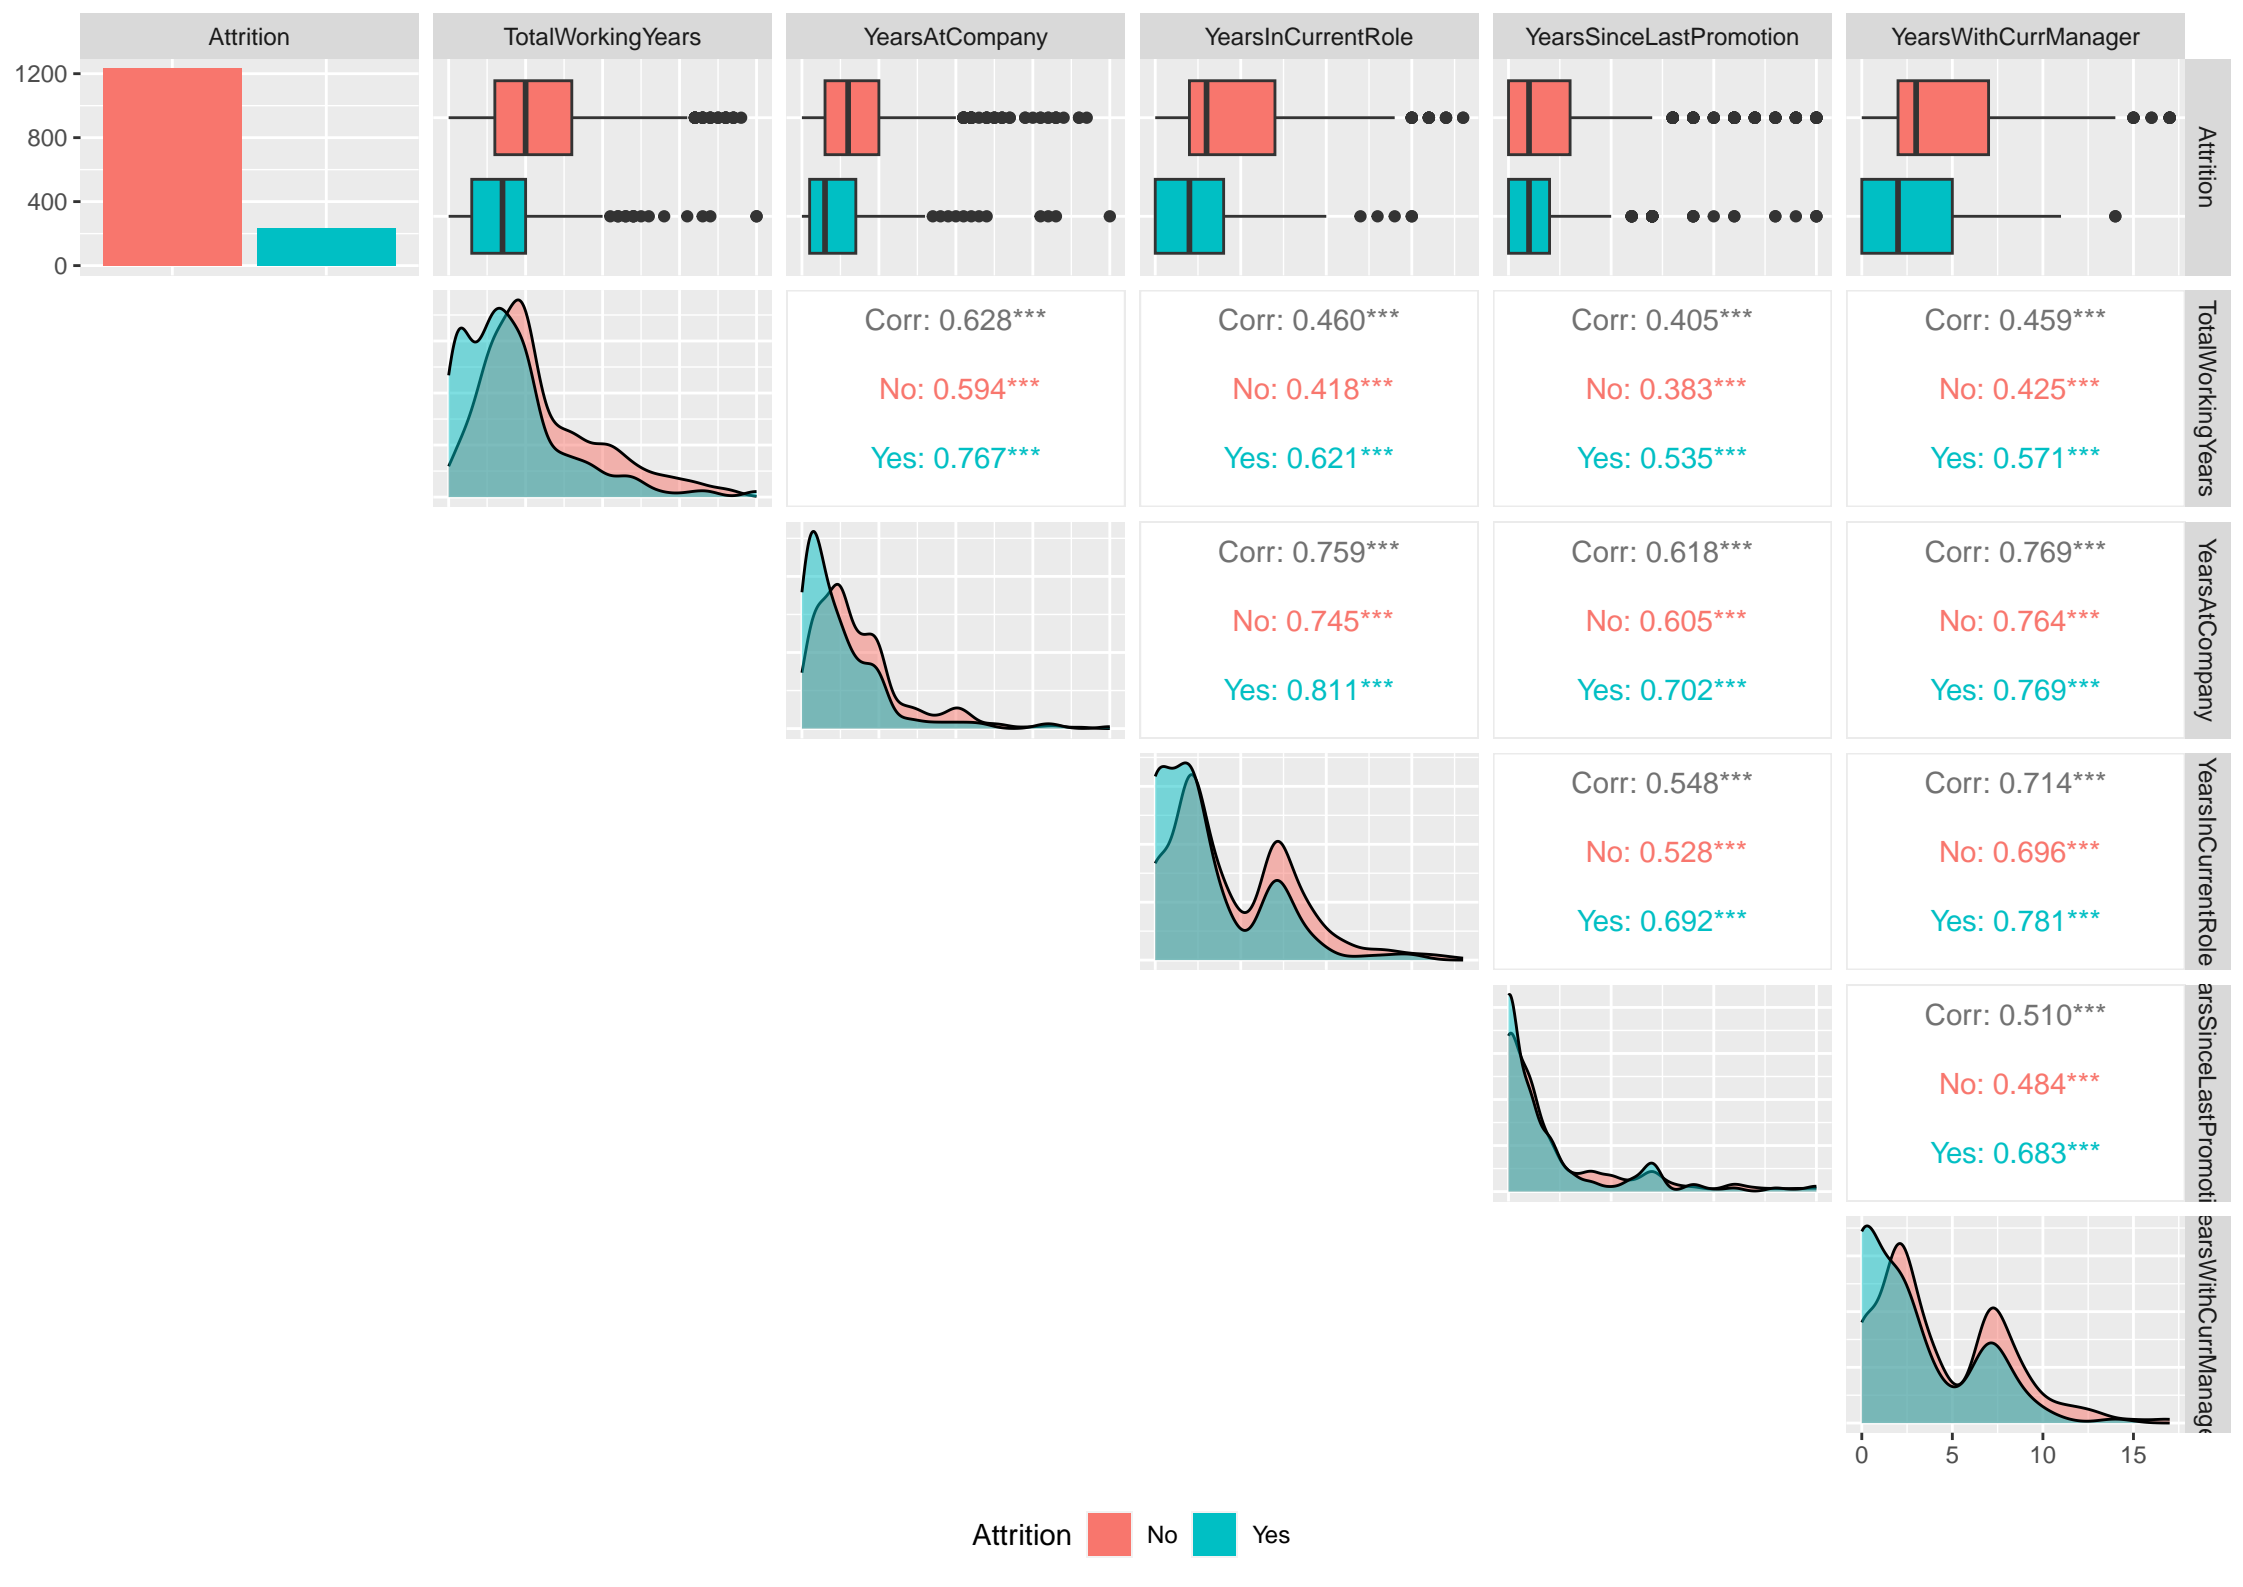 Attrition
TotalWorkingYears
YearsAtCompany
YearsInCurrentRole
YearsSinceLastPromotion
YearsWithCurrManager
1200
800
400
0
Attrition
Corr: 0.628***
No: 0.594***
Yes: 0.767***
Corr: 0.460***
No: 0.418***
Yes: 0.621***
Corr: 0.405***
No: 0.383***
Yes: 0.535***
Corr: 0.459***
No: 0.425***
Yes: 0.571***
TotalWorkingYears
Corr: 0.759***
No: 0.745***
Yes: 0.811***
Corr: 0.618***
No: 0.605***
Yes: 0.702***
Corr: 0.769***
No: 0.764***
Yes: 0.769***
YearsAtCompany
Corr: 0.548***
No: 0.528***
Yes: 0.692***
Corr: 0.714***
No: 0.696***
Yes: 0.781***
YearsInCurrentRole
Corr: 0.510***
No: 0.484***
Yes: 0.683***
arsSinceLastPromoti
earsWithCurrManage
0 5 10 15
Attrition No Yes